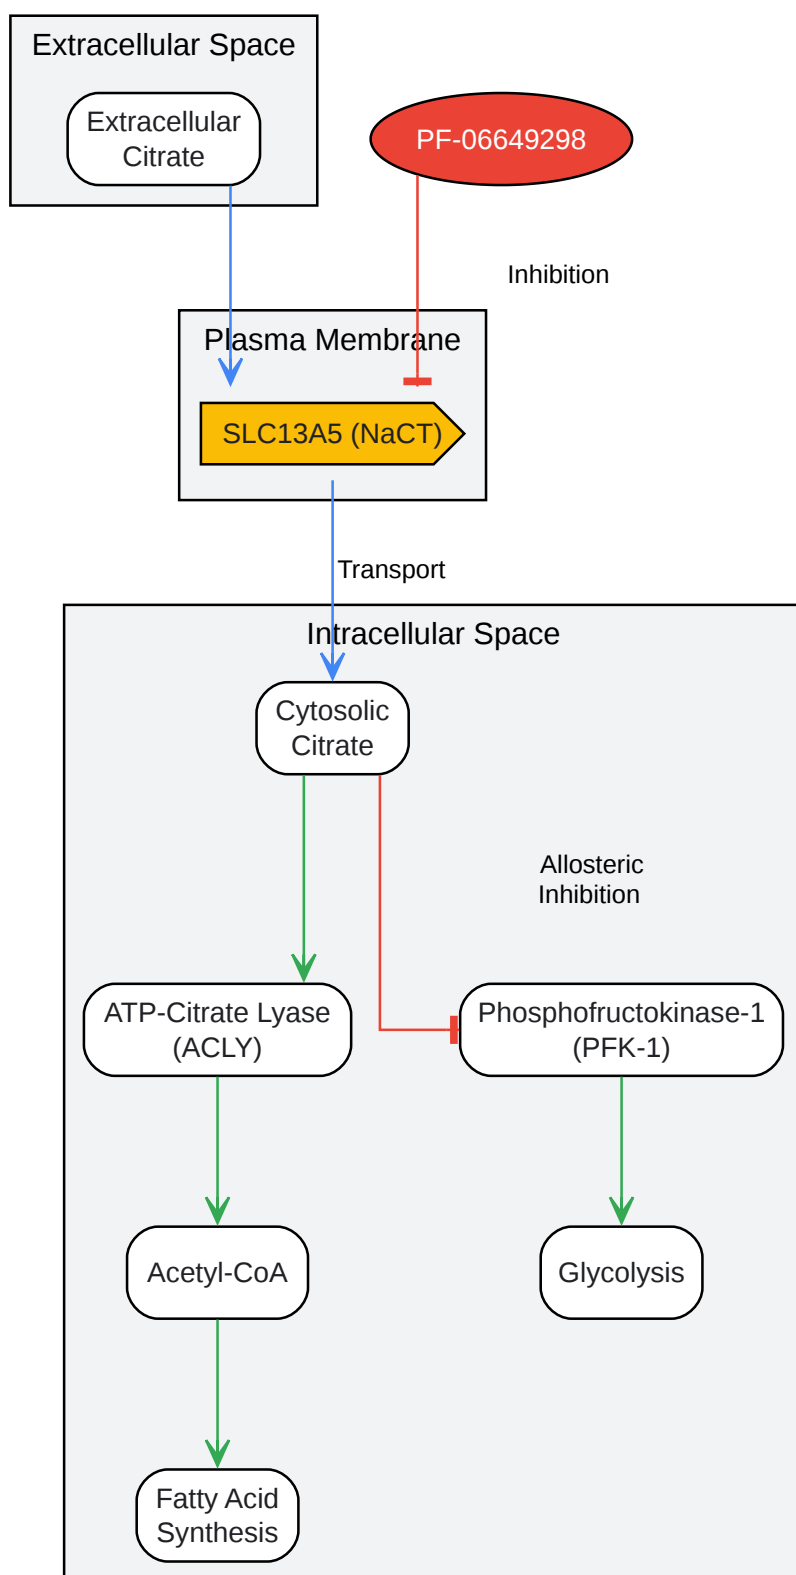 Extracellular Space
Extracellular
Citrate
PF-06649298
Inhibition
Plasma Membrane
SLC13A5 (NaCT)
Transport
Intracellular Space
Cytosolic
Citrate
Allosteric
Inhibition
ATP-Citrate Lyase
(ACLY)
Phosphofructokinase-1
(PFK-1)
Acetyl-CoA
Glycolysis
Fatty Acid
Synthesis